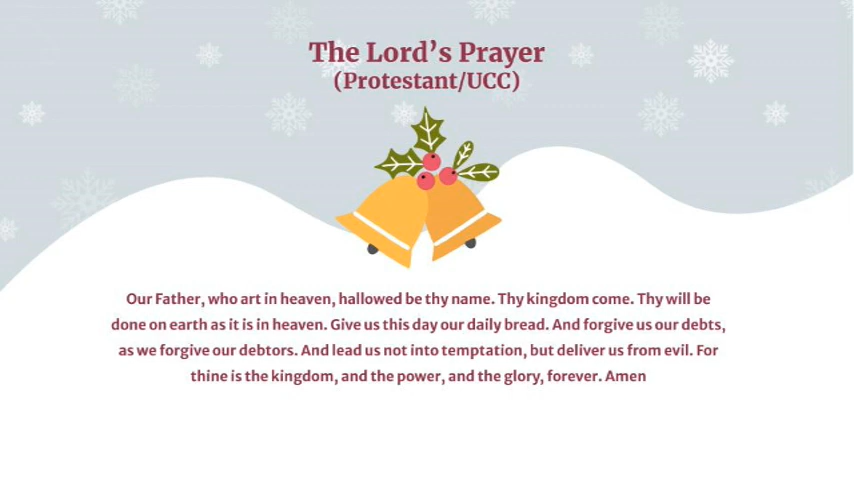 The Lord's Prayer
(Protestant/UCC)
Our Father, who art in heaven, hallowed be thy name. Thy kingdom come. Thy will be
done on earth as it is in heaven. Give us this day our daily bread. And forgive us our debts,
as we forgive our debtors. And lead us not into temptation, but deliver us from evil. For
thine is the kingdom, and the power, and the glory, forever. Amen